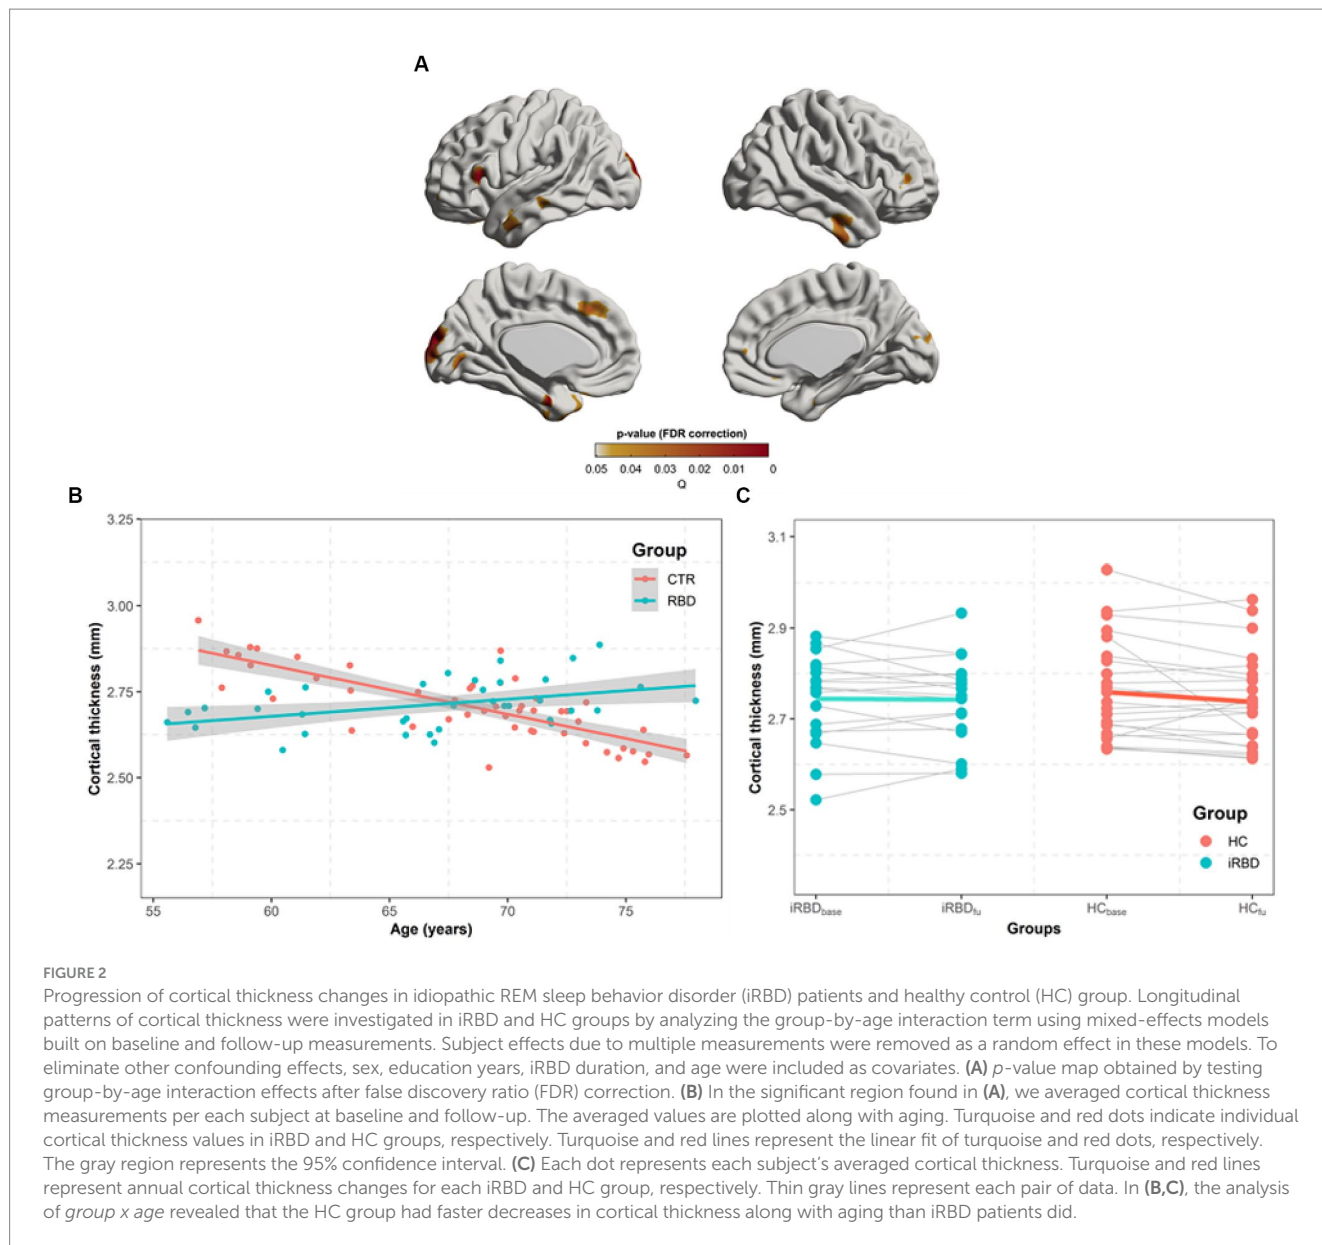 A
p-value (FDR correction)
0.05 0.04 0.03 0.02 0.01 0
Q
B
3.25
3.00
2.75
2.50
2.25
Cortical thickness (mm)
Group
CTR
RBD
55 60 65 70 75
Age (years)
C
3.1
2.9
2.7
2.5
Cortical thickness (mm)
Group
HC
iRBD
iRBDbase iRBDfu HCbase HCfu
Groups
FIGURE 2
Progression of cortical thickness changes in idiopathic REM sleep behavior disorder (iRBD) patients and healthy control (HC) group. Longitudinal
patterns of cortical thickness were investigated in iRBD and HC groups by analyzing the group-by-age interaction term using mixed-effects models
built on baseline and follow-up measurements. Subject effects due to multiple measurements were removed as a random effect in these models. To
eliminate other confounding effects, sex, education years, iRBD duration, and age were included as covariates. (A) p-value map obtained by testing
group-by-age interaction effects after false discovery ratio (FDR) correction. (B) In the significant region found in (A), we averaged cortical thickness
measurements per each subject at baseline and follow-up. The averaged values are plotted along with aging. Turquoise and red dots indicate individual
cortical thickness values in iRBD and HC groups, respectively. Turquoise and red lines represent the linear fit of turquoise and red dots, respectively.
The gray region represents the 95% confidence interval. (C) Each dot represents each subject's averaged cortical thickness. Turquoise and red lines
represent annual cortical thickness changes for each iRBD and HC group, respectively. Thin gray lines represent each pair of data. In (B,C), the analysis
of group x age revealed that the HC group had faster decreases in cortical thickness along with aging than iRBD patients did.